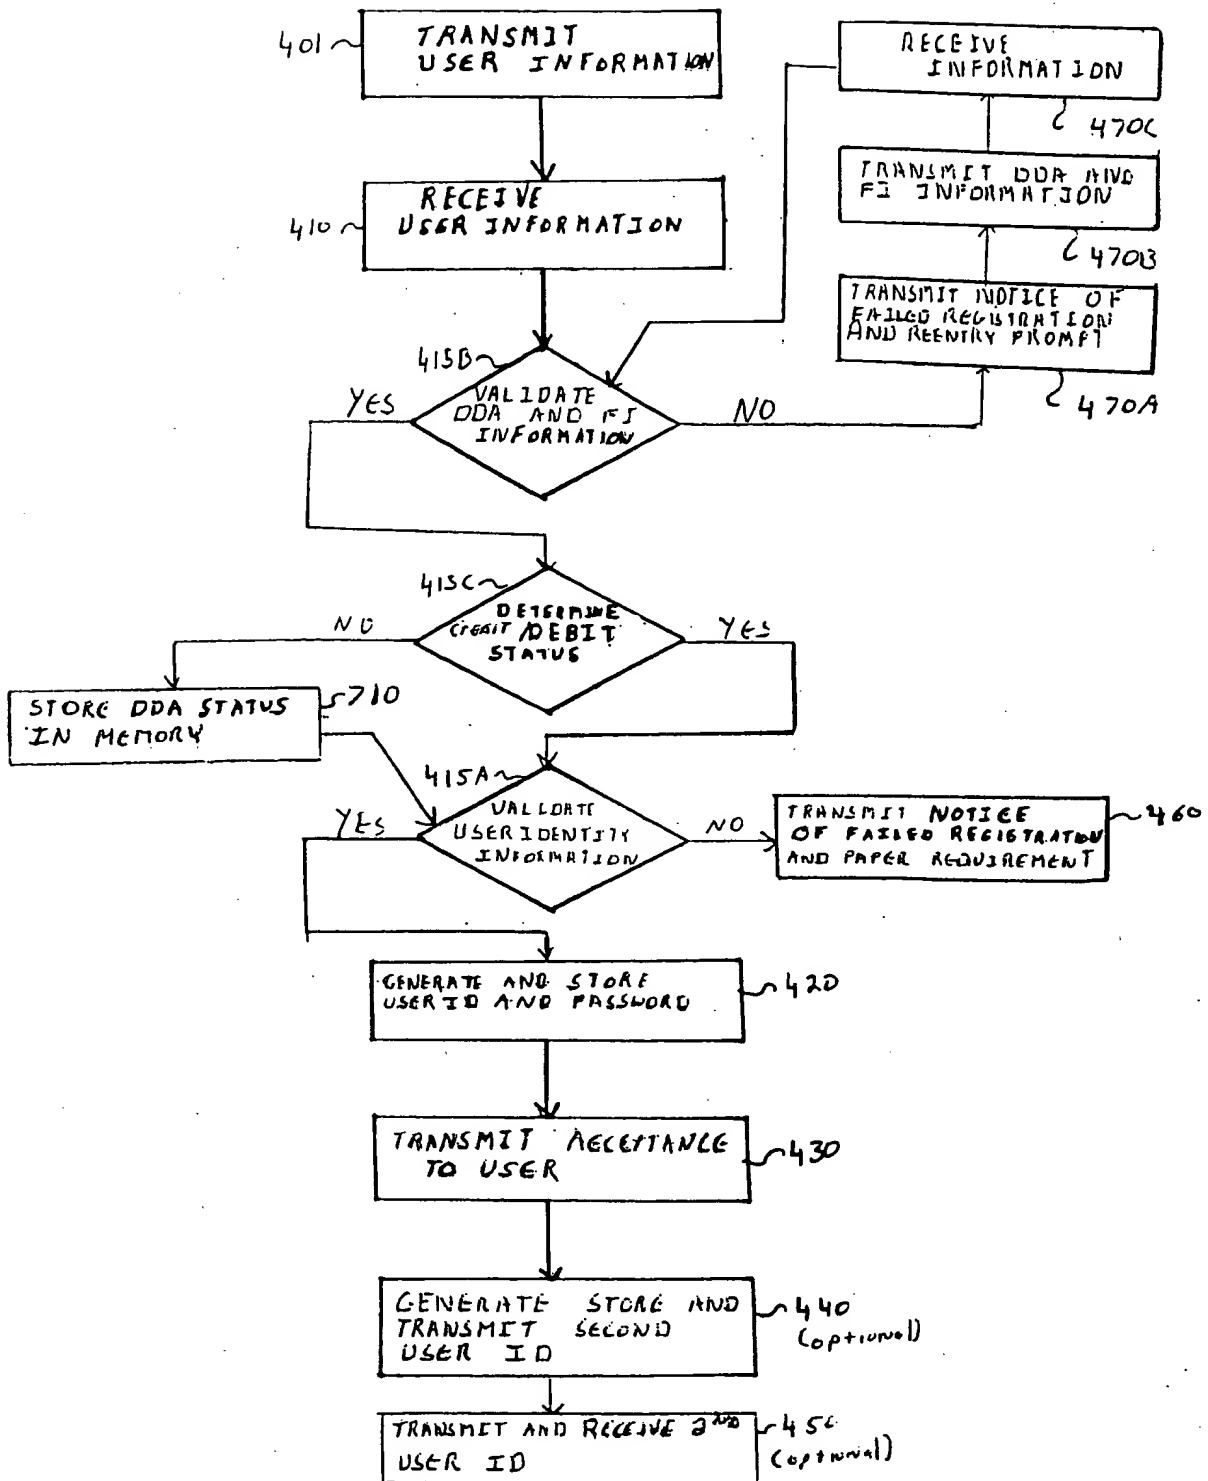 401
TRANSMIT
USER INFORMATION
RECEIVE
INFORMATION
470C
410
RECEIVE
USER INFORMATION
TRANSMIT DDA AND
FI INFORMATION
470B
TRANSMIT NOTICE OF
FAILED REGISTRATION
AND REENTRY PROMPT
470A
415B
YES
VALIDATE
DDA AND FI
INFORMATION
NO
415C
NO
DETERMINE
CREDIT/DEBIT
STATUS
YES
STORE DDA STATUS
IN MEMORY
710
415A
YES
VALIDATE
USER IDENTITY
INFORMATION
NO
TRANSMIT NOTICE
OF FAILED REGISTRATION
AND PAPER REQUIREMENT
460
GENERATE AND STORE
USER ID AND PASSWORD
420
TRANSMIT ACCEPTANCE
TO USER
430
GENERATE STORE AND
TRANSMIT SECOND
USER ID
440
(optional)
TRANSMIT AND RECEIVE 2ND
USER ID
450
(optional)